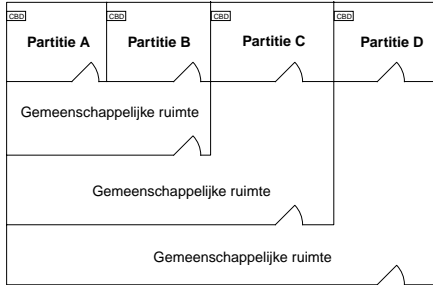 CBD CBD CBD CBD
Partitie A Partitie B Partitie C Partitie D
Gemeenschappelijke ruimte
Gemeenschappelijke ruimte
Gemeenschappelijke ruimte